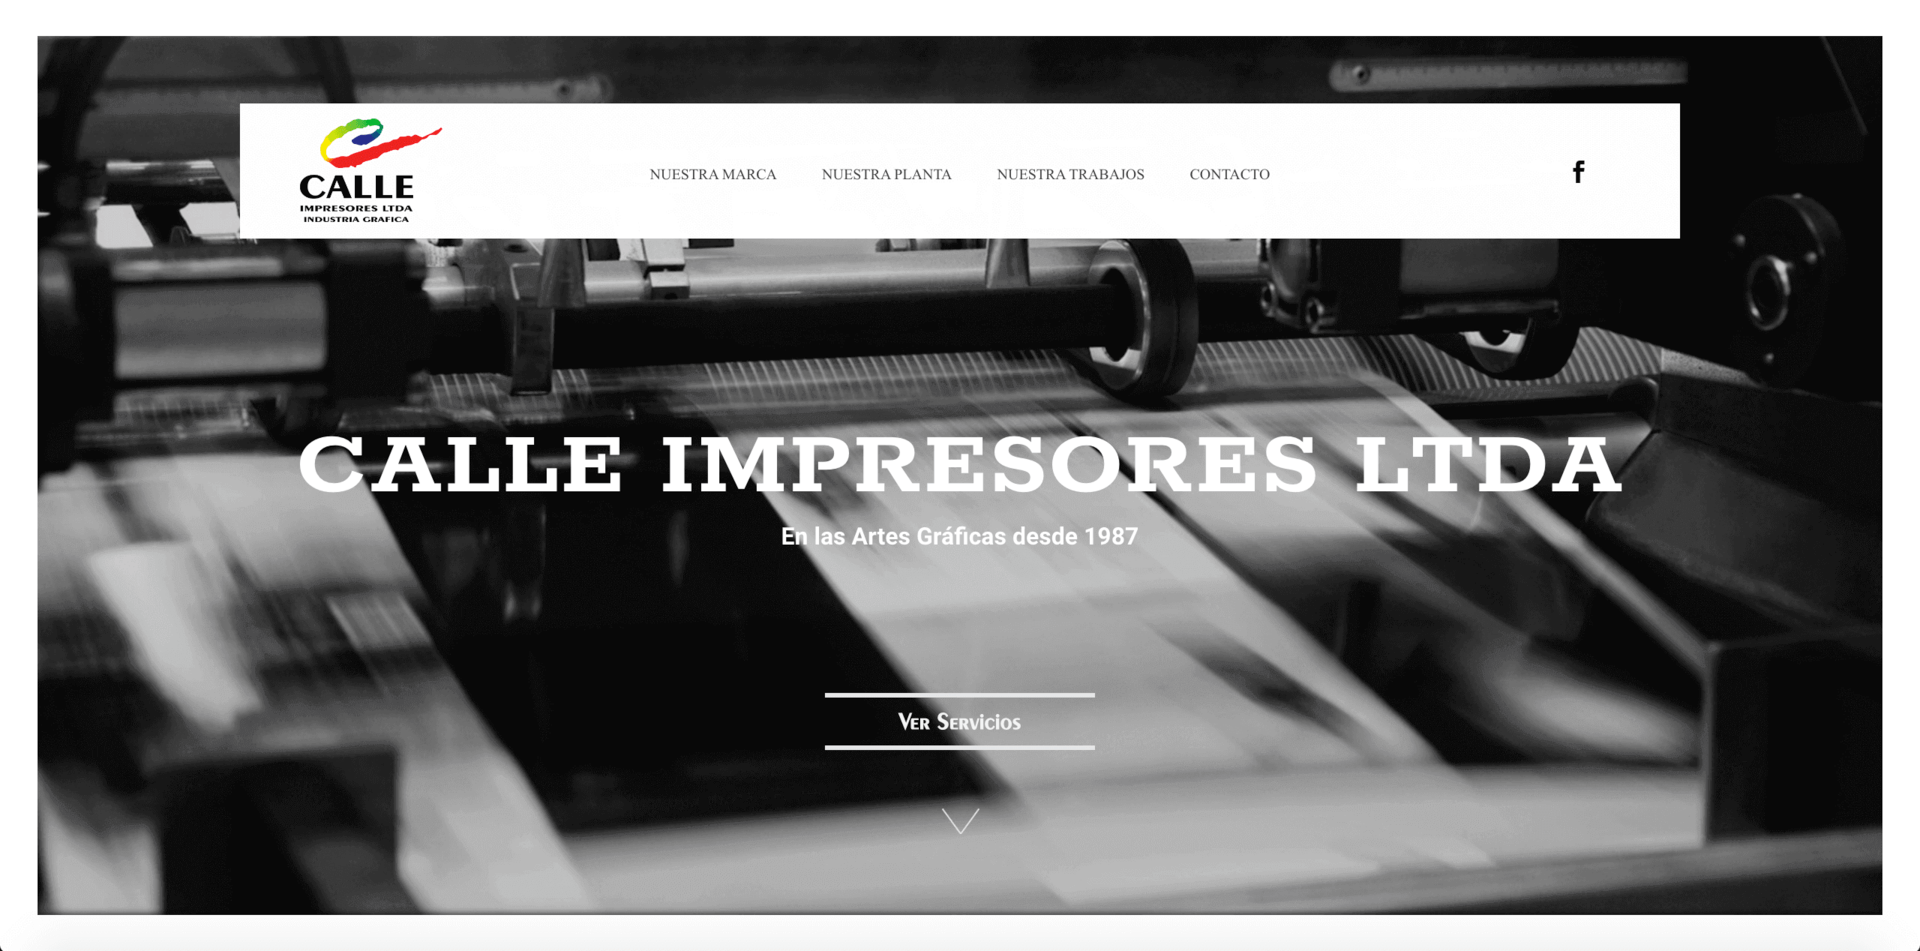 CALLE
IMPRESORES LTDA
INDUSTRIA GRAFICA
NUESTRA MARCA
NUESTRA PLANTA
NUESTRA TRABAJOS
CONTACTO
f
CALLE IMPRESORES LTDA
En las Artes Gráficas desde 1987
Ver Servicios